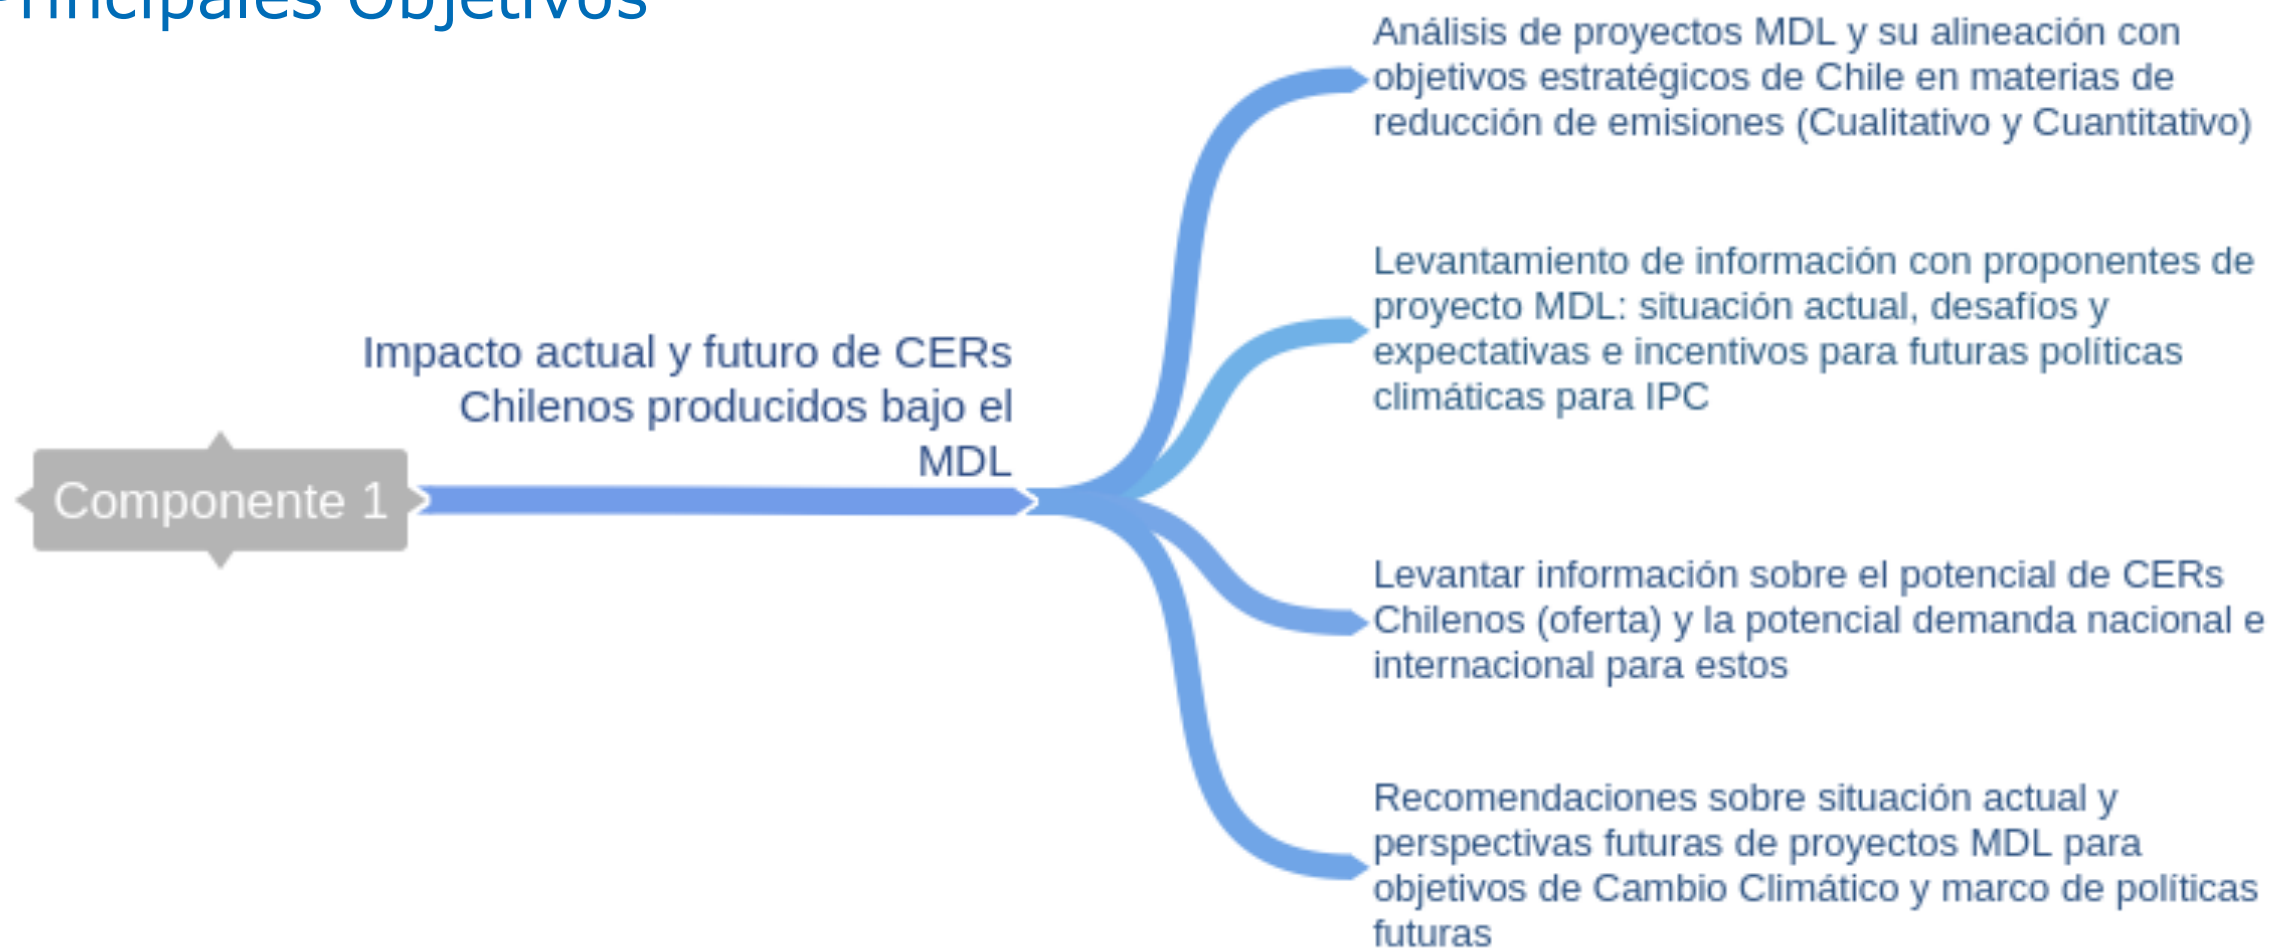 Principales Objetivos
Análisis de proyectos MDL y su alineación con
objetivos estratégicos de Chile en materias de
reducción de emisiones (Cualitativo y Cuantitativo)
Levantamiento de información con proponentes de
proyecto MDL: situación actual, desafíos y
expectativas e incentivos para futuras políticas
climáticas para IPC
Impacto actual y futuro de CERs
Chilenos producidos bajo el
MDL
Componente 1
Levantar información sobre el potencial de CERs
Chilenos (oferta) y la potencial demanda nacional e
internacional para estos
Recomendaciones sobre situación actual y
perspectivas futuras de proyectos MDL para
objetivos de Cambio Climático y marco de políticas
futuras